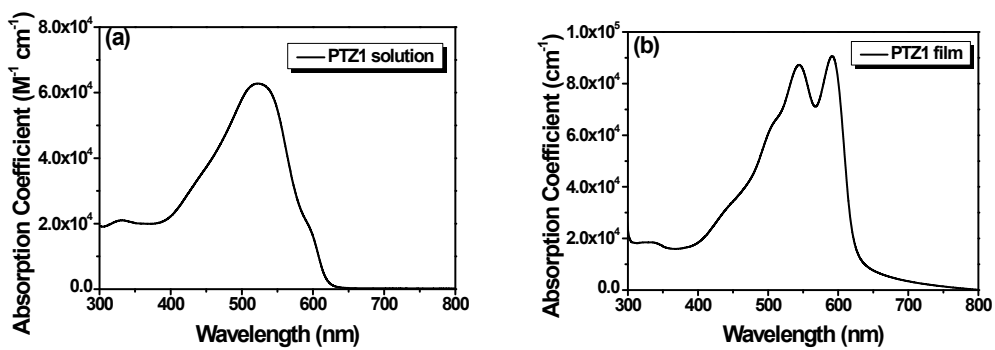 (a)
PTZ1 solution
Absorption Coefficient (M⁻¹ cm⁻¹)
8.0x10⁴
6.0x10⁴
4.0x10⁴
2.0x10⁴
0.0
300 400 500 600 700 800
Wavelength (nm)
(b)
PTZ1 film
Absorption Coefficient (cm⁻¹)
1.0x10⁵
8.0x10⁴
6.0x10⁴
4.0x10⁴
2.0x10⁴
0.0
300 400 500 600 700 800
Wavelength (nm)